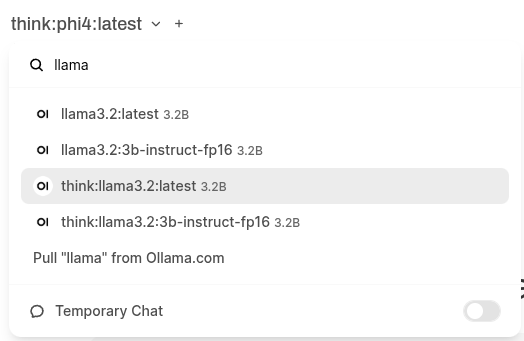 think:phi4:latest
+
llama
OI llama3.2:latest 3.2B
OI llama3.2:3b-instruct-fp16 3.2B
OI think:llama3.2:latest 3.2B
OI think:llama3.2:3b-instruct-fp16 3.2B
Pull "llama" from Ollama.com
Temporary Chat